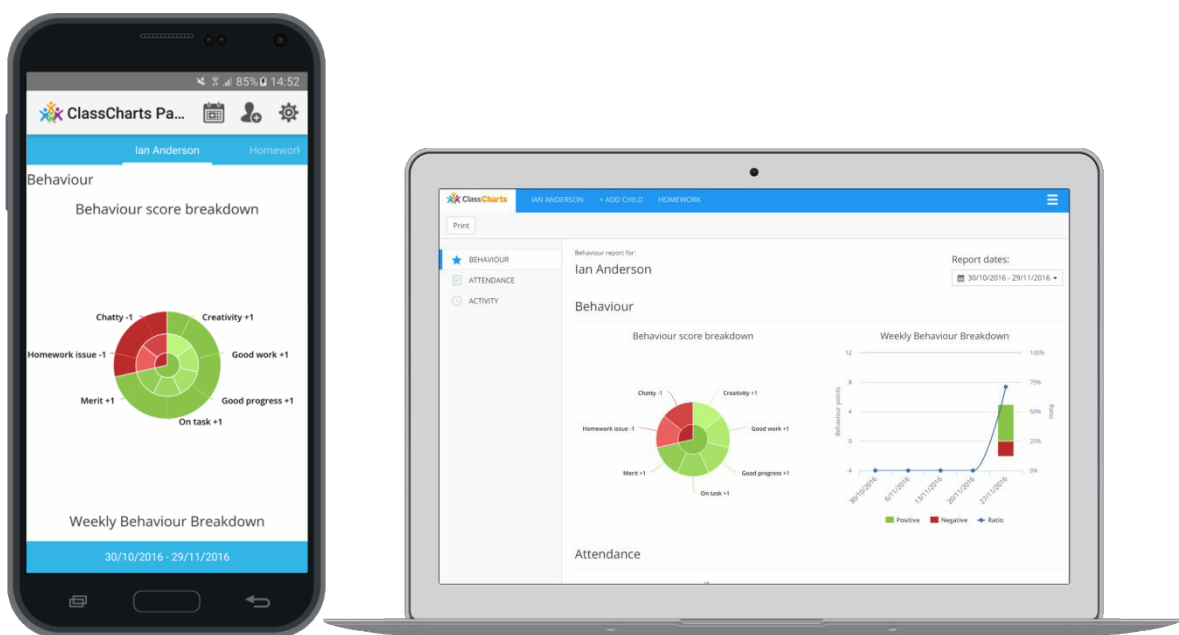 85% 14:52
ClassCharts Pa...
Ian Anderson Homework
Behaviour
Behaviour score breakdown
Chatty -1 Creativity +1
Homework issue -1 Good work +1
Merit +1 Good progress +1
On task +1
Weekly Behaviour Breakdown
30/10/2016 - 29/11/2016
ClassCharts IAN ANDERSON + ADD CHILD HOMEWORK
Print
BEHAVIOUR
ATTENDANCE
ACTIVITY
Behaviour report for:
Ian Anderson
Report dates:
30/10/2016 - 29/11/2016
Behaviour
Behaviour score breakdown
Chatty -1 Creativity +1
Homework issue -1 Good work +1
Merit +1 Good progress +1
On task +1
Weekly Behaviour Breakdown
12 100%
8 75%
4 50%
0 25%
-4 0%
Behaviour points
Ratio
30/10/2016 6/11/2016 13/11/2016 20/11/2016 27/11/2016
Positive Negative Ratio
Attendance